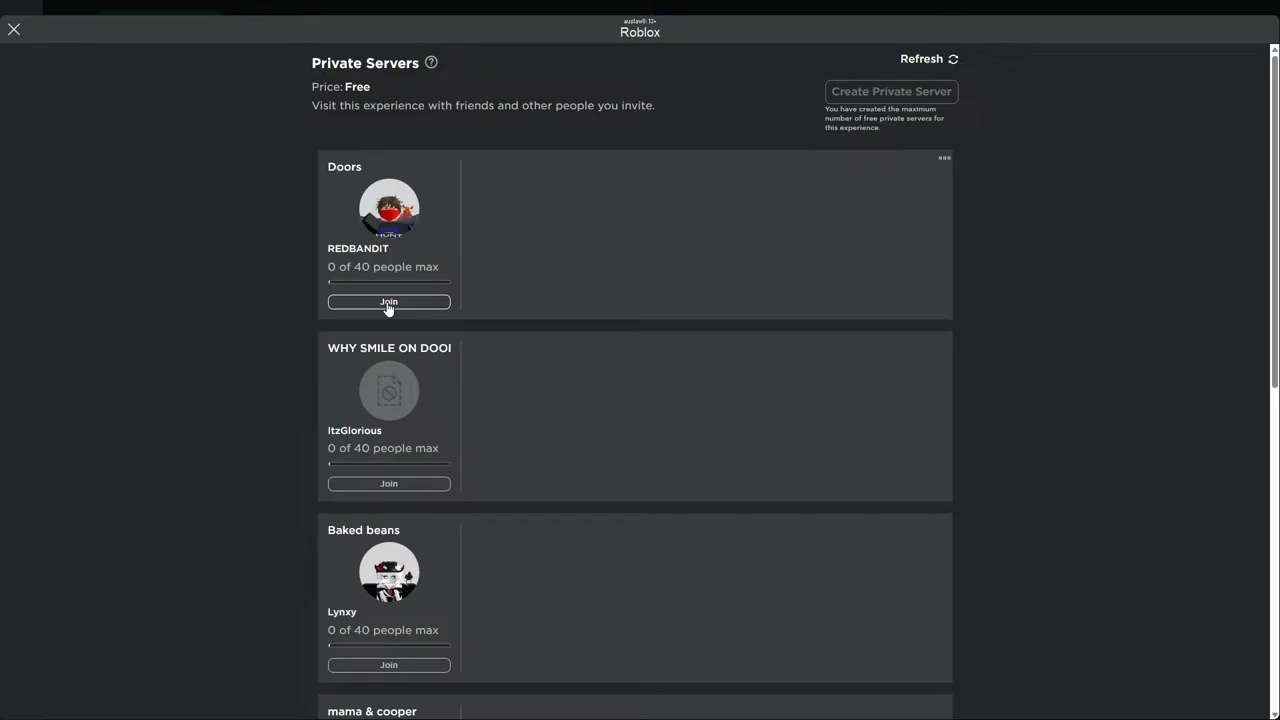 Roblox
Private Servers
Refresh
Price: Free
Create Private Server
Visit this experience with friends and other people you invite.
You have created the maximum
number of free private servers for
this experience.
Doors
REDBANDIT
0 of 40 people max
Join
WHY SMILE ON DOOI
ItzGlorious
0 of 40 people max
Join
Baked beans
Lynxy
0 of 40 people max
Join
mama & cooper